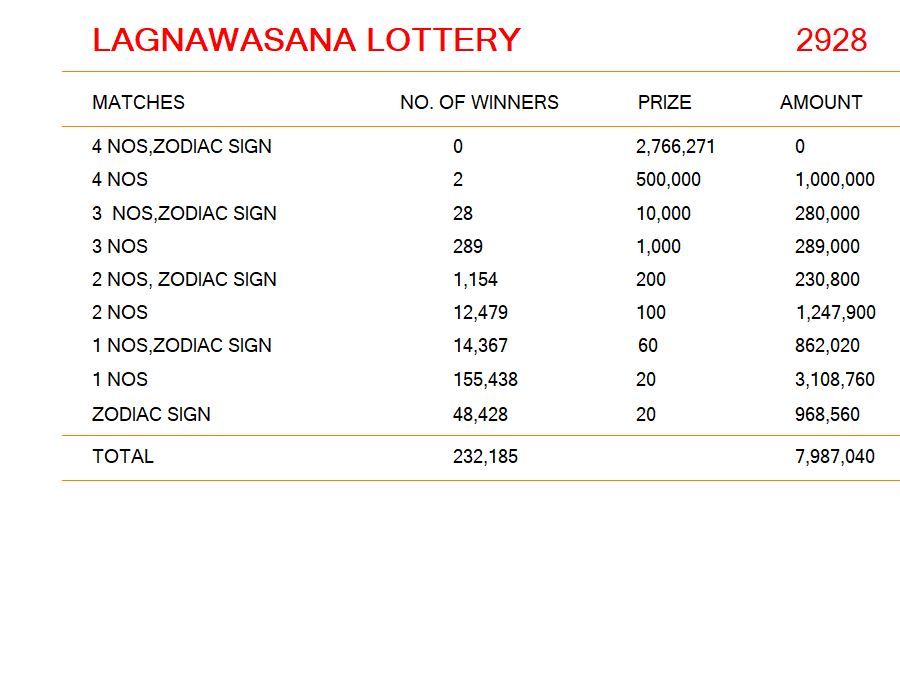 LAGNAWASANA LOTTERY 2928
MATCHES NO. OF WINNERS PRIZE AMOUNT
4 NOS,ZODIAC SIGN 0 2,766,271 0
4 NOS 2 500,000 1,000,000
3  NOS,ZODIAC SIGN 28 10,000 280,000
3 NOS 289 1,000 289,000
2 NOS, ZODIAC SIGN 1,154 200 230,800
2 NOS 12,479 100 1,247,900
1 NOS,ZODIAC SIGN 14,367 60 862,020
1 NOS 155,438 20 3,108,760
ZODIAC SIGN 48,428 20 968,560
TOTAL 232,185 7,987,040